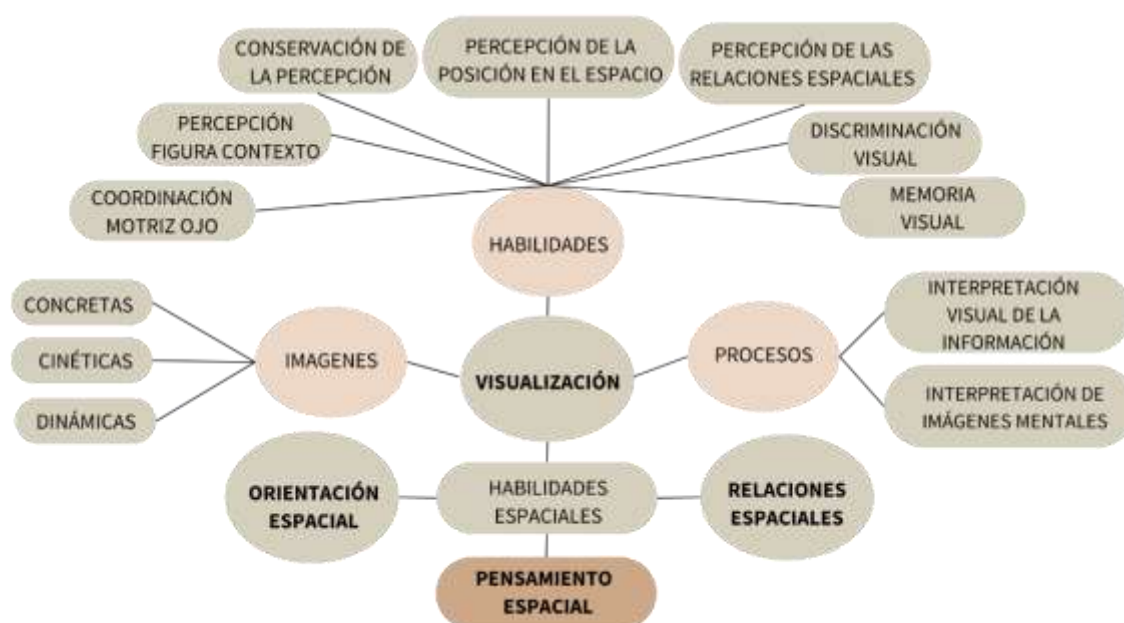 CONSERVACIÓN DE
LA PERCEPCIÓN
PERCEPCIÓN DE LA
POSICIÓN EN EL ESPACIO
PERCEPCIÓN DE LAS
RELACIONES ESPACIALES
PERCEPCIÓN
FIGURA CONTEXTO
DISCRIMINACIÓN
VISUAL
COORDINACIÓN
MOTRIZ OJO
MEMORIA
VISUAL
HABILIDADES
CONCRETAS
CINÉTICAS
DINÁMICAS
IMAGENES
VISUALIZACIÓN
PROCESOS
INTERPRETACIÓN
VISUAL DE LA
INFORMACIÓN
INTERPRETACIÓN DE
IMÁGENES MENTALES
ORIENTACIÓN
ESPACIAL
HABILIDADES
ESPACIALES
RELACIONES
ESPACIALES
PENSAMIENTO
ESPACIAL